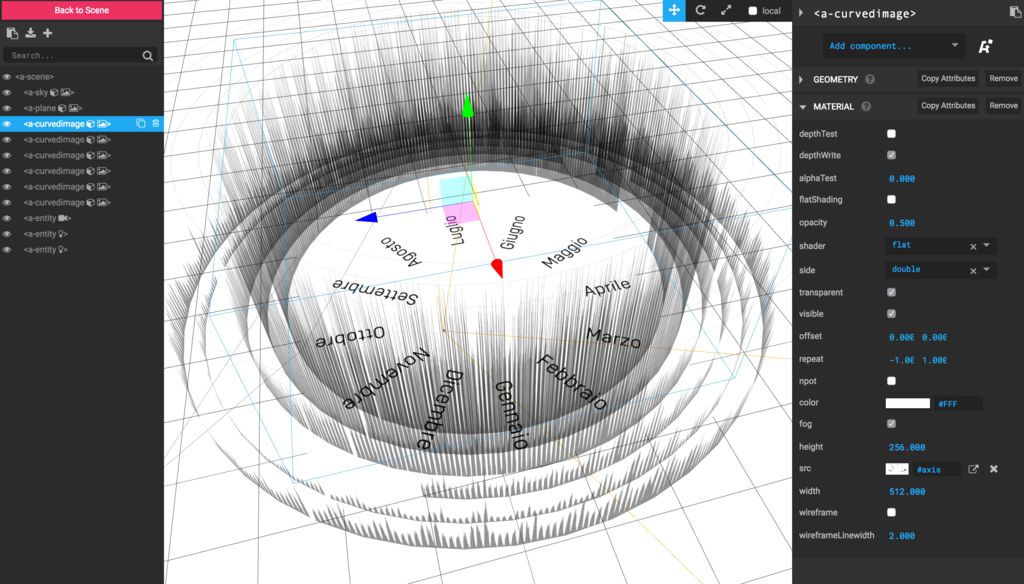 Back to Scene
Search...
<a-scene>
<a-sky >
<a-plane >
<a-curvedimage >
<a-curvedimage >
<a-curvedimage >
<a-curvedimage >
<a-curvedimage >
<a-curvedimage >
<a-entity >
<a-entity >
<a-entity >
local
Luglio
Giugno
Agosto
Maggio
Settembre
Aprile
Ottobre
Marzo
Novembre
Febbraio
Dicembre
Gennaio
<a-curvedimage>
Add component...
GEOMETRY ? Copy Attributes Remove
MATERIAL ? Copy Attributes Remove
depthTest
depthWrite
alphaTest 0.000
flatShading
opacity 0.500
shader flat
side double
transparent
visible
offset 0.00 0.00
repeat -1.0 1.00
npot
color #FFF
fog
height 256.000
src #axis
width 512.000
wireframe
wireframeLinewidth 2.000